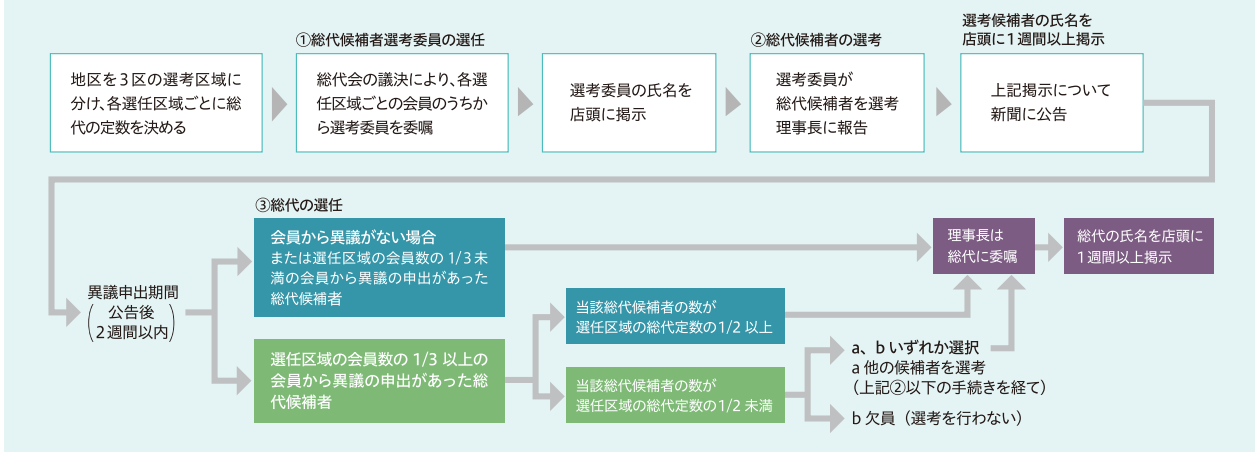 ①総代候補者選考委員の選任
②総代候補者の選考
選考候補者の氏名を
店頭に1週間以上掲示
地区を3区の選考区域に
分け、各選任区域ごとに総
代の定数を決める
総代会の議決により、各選
任区域ごとの会員のうちか
ら選考委員を委嘱
選考委員の氏名を
店頭に掲示
選考委員が
総代候補者を選考
理事長に報告
上記掲示について
新聞に公告
③総代の選任
異議申出期間
(公告後
2週間以内)
会員から異議がない場合
または選任区域の会員数の 1/3未
満の会員から異議の申出があった
総代候補者
選任区域の会員数の 1/3 以上の
会員から異議の申出があった総
代候補者
当該総代候補者の数が
選任区域の総代定数の1/2 以上
当該総代候補者の数が
選任区域の総代定数の1/2 未満
a、b いずれか選択
a 他の候補者を選考
(上記②以下の手続きを経て)
b 欠員(選考を行わない)
理事長は
総代に委嘱
総代の氏名を店頭に
1週間以上掲示